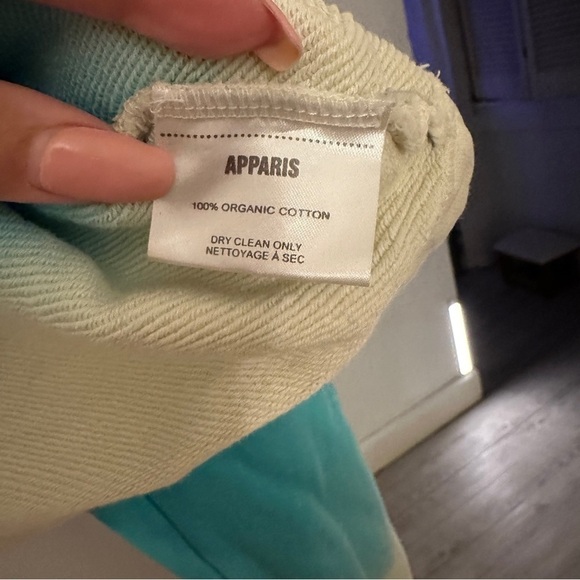 APPARIS
100% ORGANIC COTTON
DRY CLEAN ONLY
NETTOYAGE À SEC